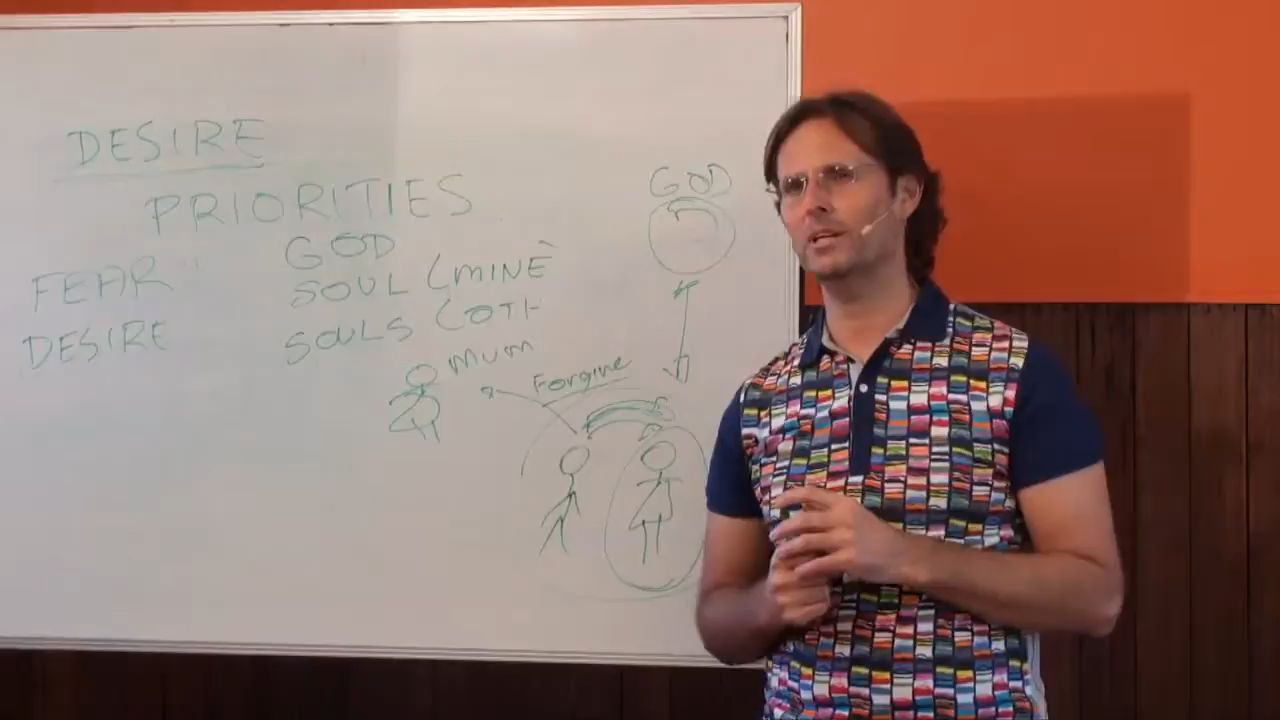 DESIRE
PRIORITIES
GOD
GOD
FEAR "
SOUL (MINE
DESIRE
SOULS (OTH
MUM
Forgive